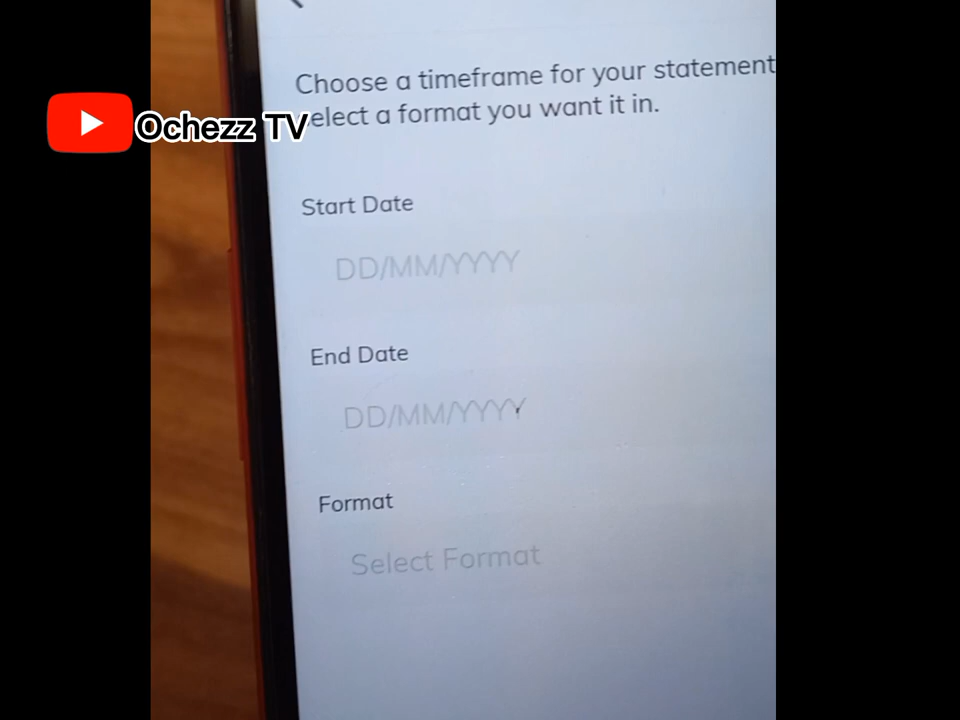 Choose a timeframe for your statement
elect a format you want it in.
Ochezz TV
Start Date
DD/MM/YYYY
End Date
DD/MM/YYYY
Format
Select Format